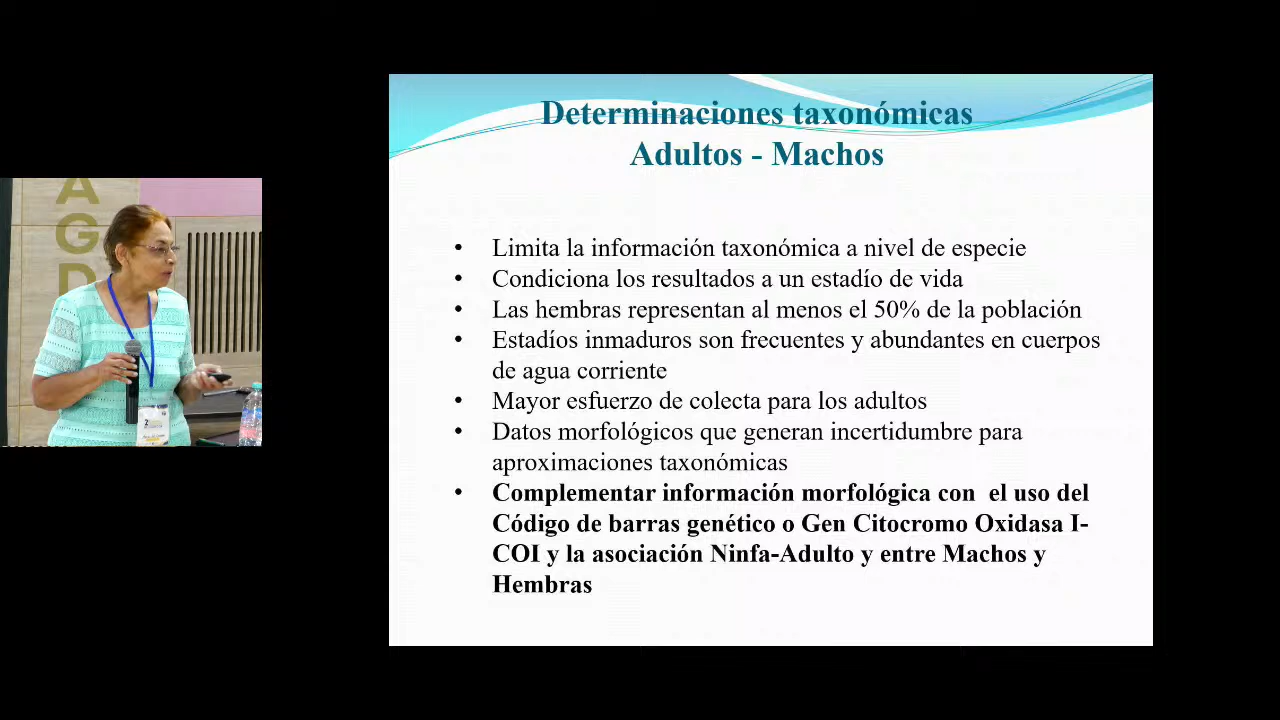 Determinaciones taxonómicas
Adultos - Machos
• Limita la información taxonómica a nivel de especie
• Condiciona los resultados a un estadío de vida
• Las hembras representan al menos el 50% de la población
• Estadíos inmaduros son frecuentes y abundantes en cuerpos
de agua corriente
• Mayor esfuerzo de colecta para los adultos
• Datos morfológicos que generan incertidumbre para
aproximaciones taxonómicas
• Complementar información morfológica con el uso del
Código de barras genético o Gen Citocromo Oxidasa I-
COI y la asociación Ninfa-Adulto y entre Machos y
Hembras
A
G
D